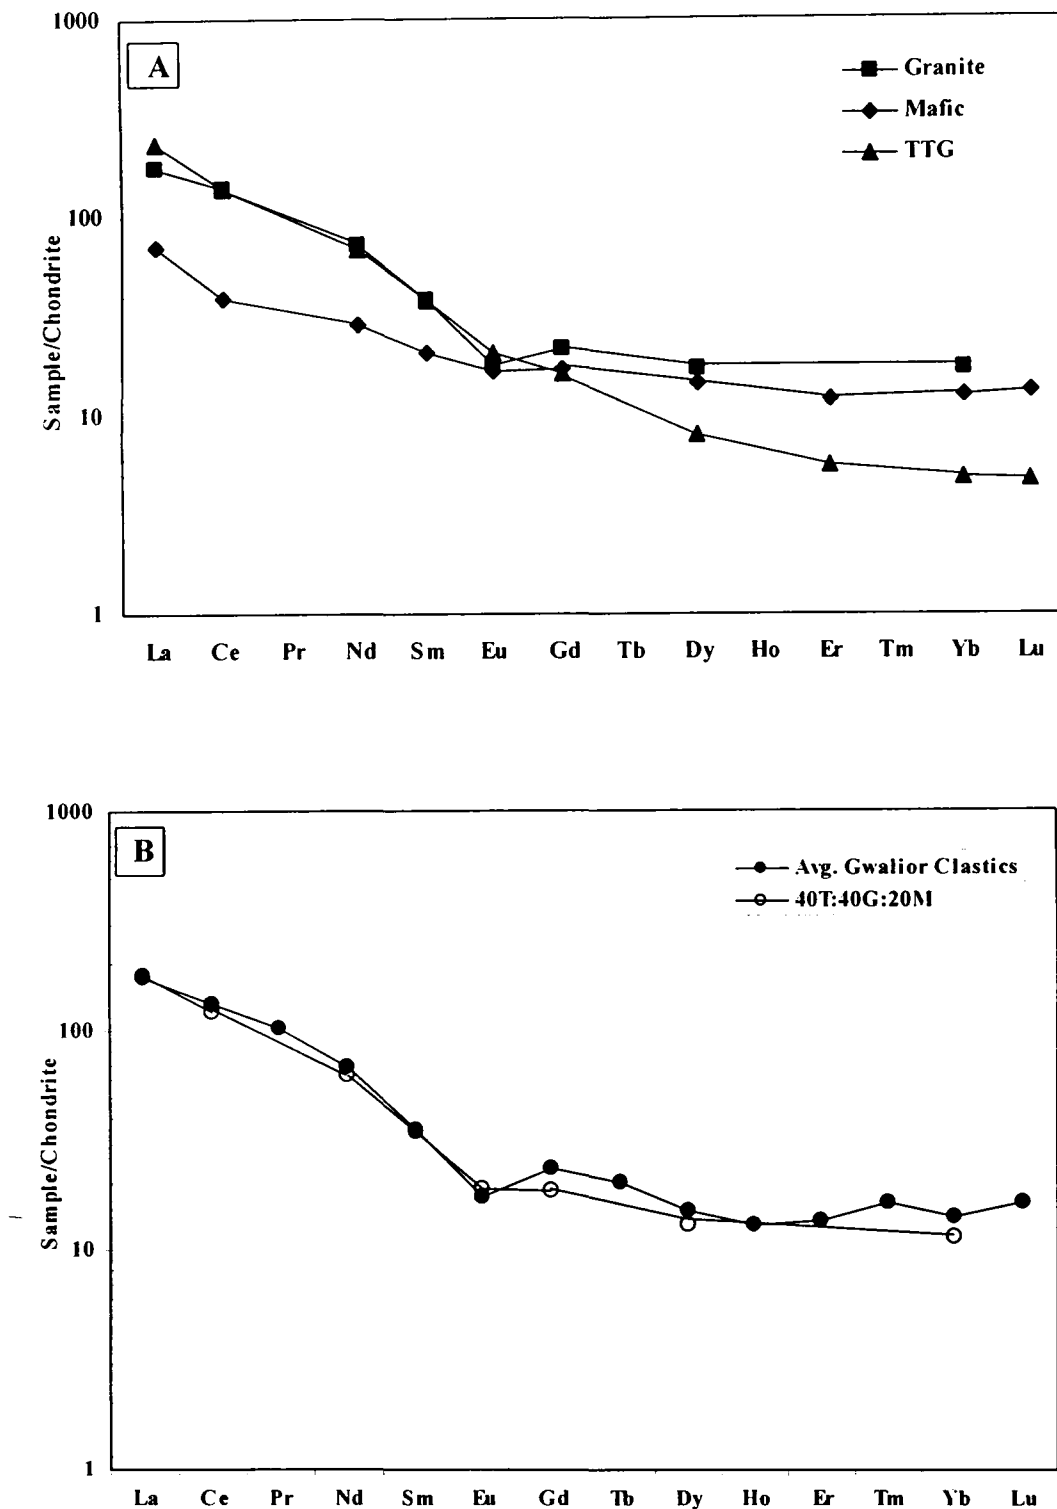 1000
A
Granite
Mafic
TTG
100
Sample/Chondrite
10
1
La Ce Pr Nd Sm Eu Gd Tb Dy Ho Er Tm Yb Lu
1000
B
Avg. Gwalior Clastics
40T:40G:20M
100
Sample/Chondrite
10
1
La Ce Pr Nd Sm Eu Gd Tb Dy Ho Er Tm Yb Lu